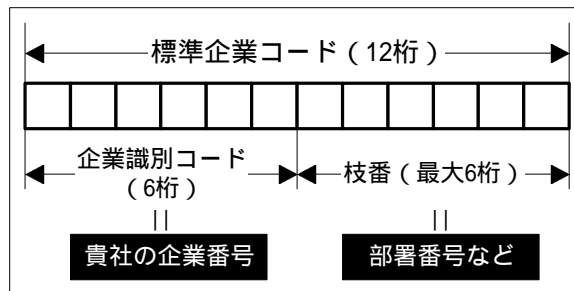 標準企業コード（12桁）
企業識別コード
（6桁）
枝番（最大6桁）
||
||
貴社の企業番号
部署番号など